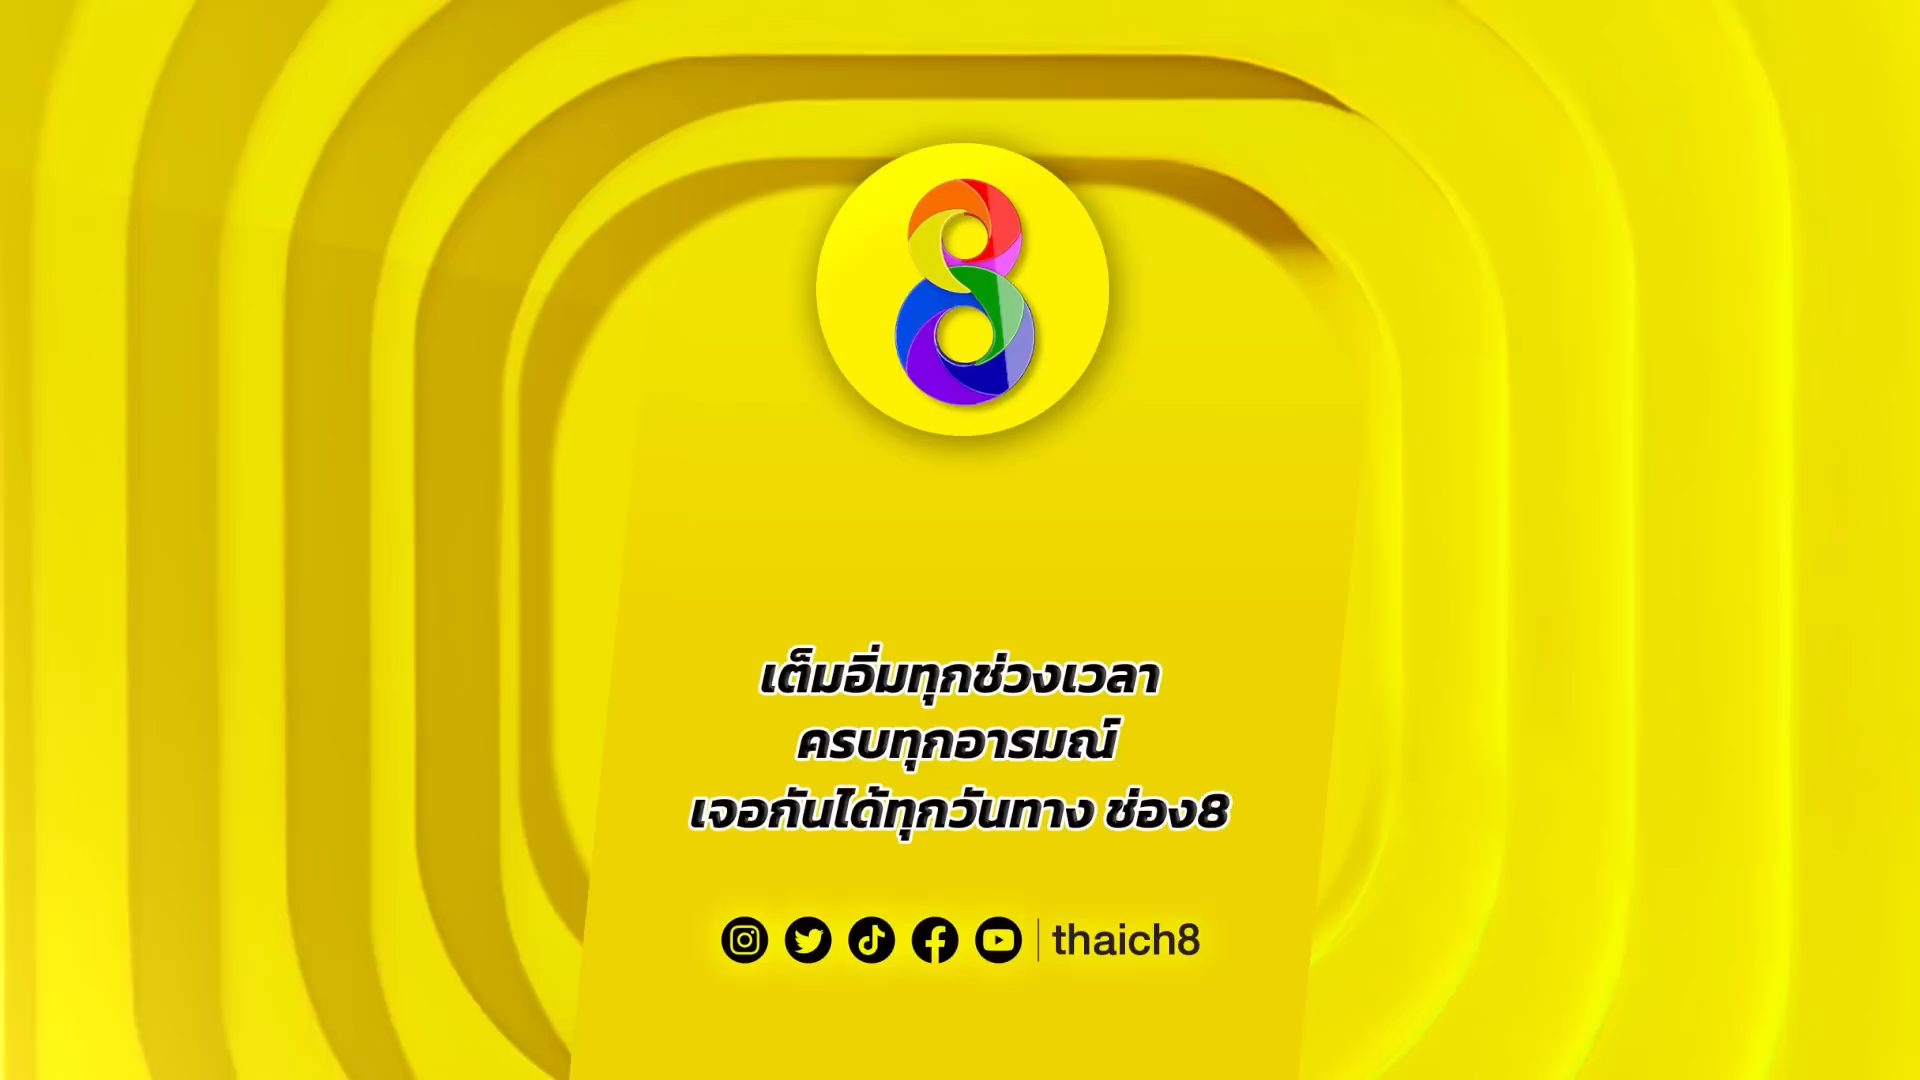 8
เต็มอิ่มทุกช่วงเวลา
ครบทุกอารมณ์
เจอกันได้ทุกวันทาง ช่อง8
thaich8